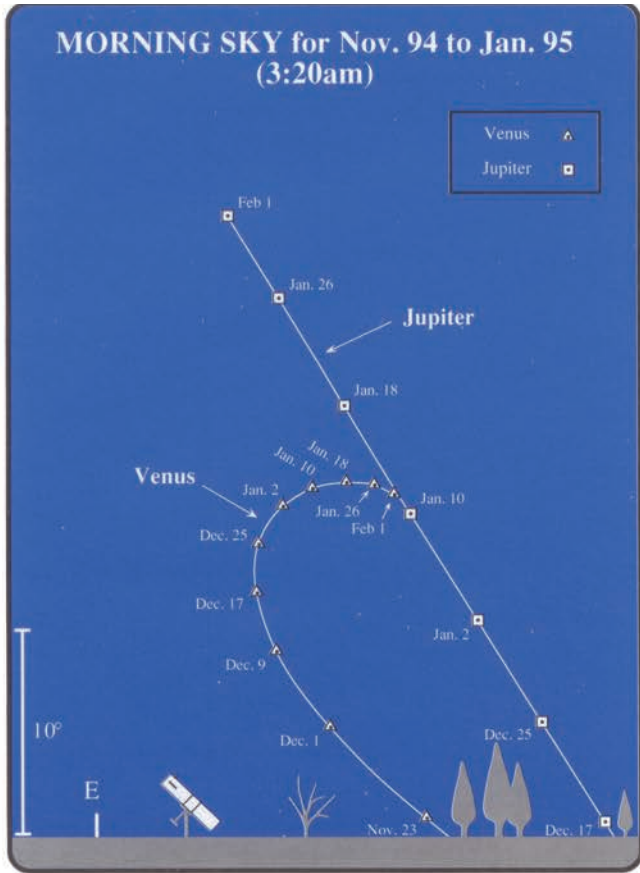 MORNING SKY for Nov. 94 to Jan. 95
(3:20am)
Venus
Jupiter
Feb 1
Jan. 26
Jupiter
Jan. 18
Venus
Jan. 2
Jan. 10
Jan. 18
Jan. 26
Feb 1
Jan. 10
Dec. 25
Dec. 17
Jan. 2
Dec. 9
10°
Dec. 1
Dec. 25
E
Nov. 23
Dec. 17